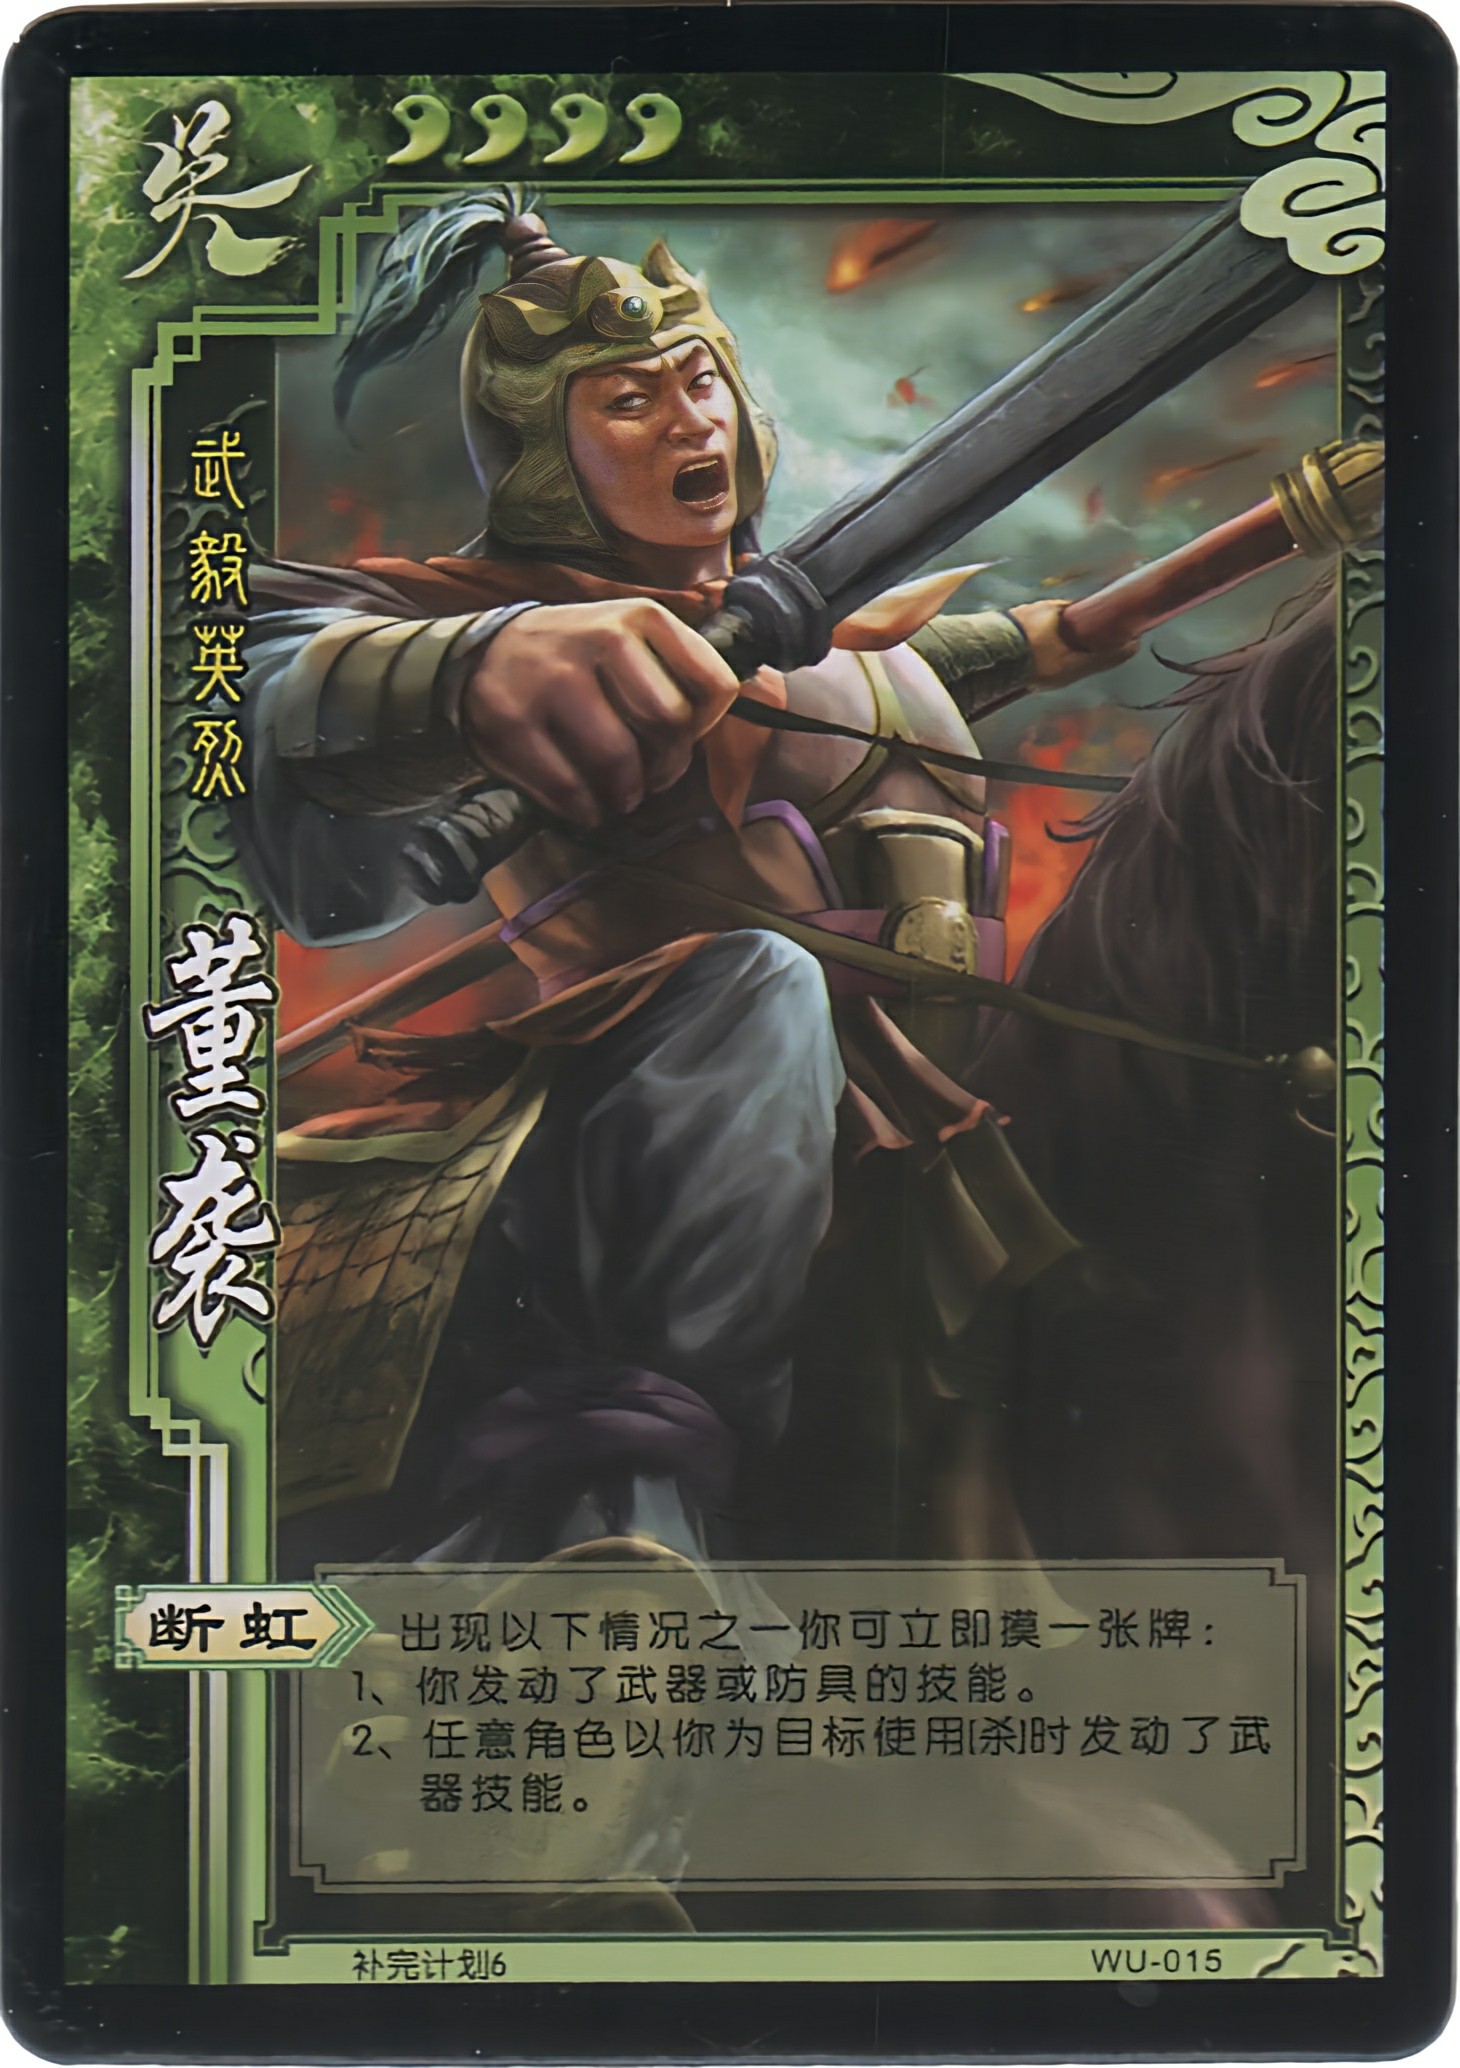 吴
武毅英烈
董袭
断虹
出现以下情况之一你可立即摸一张牌：
1、你发动了武器或防具的技能。
2、任意角色以你为目标使用[杀]时发动了武
器技能。
补完计划6
WU-015